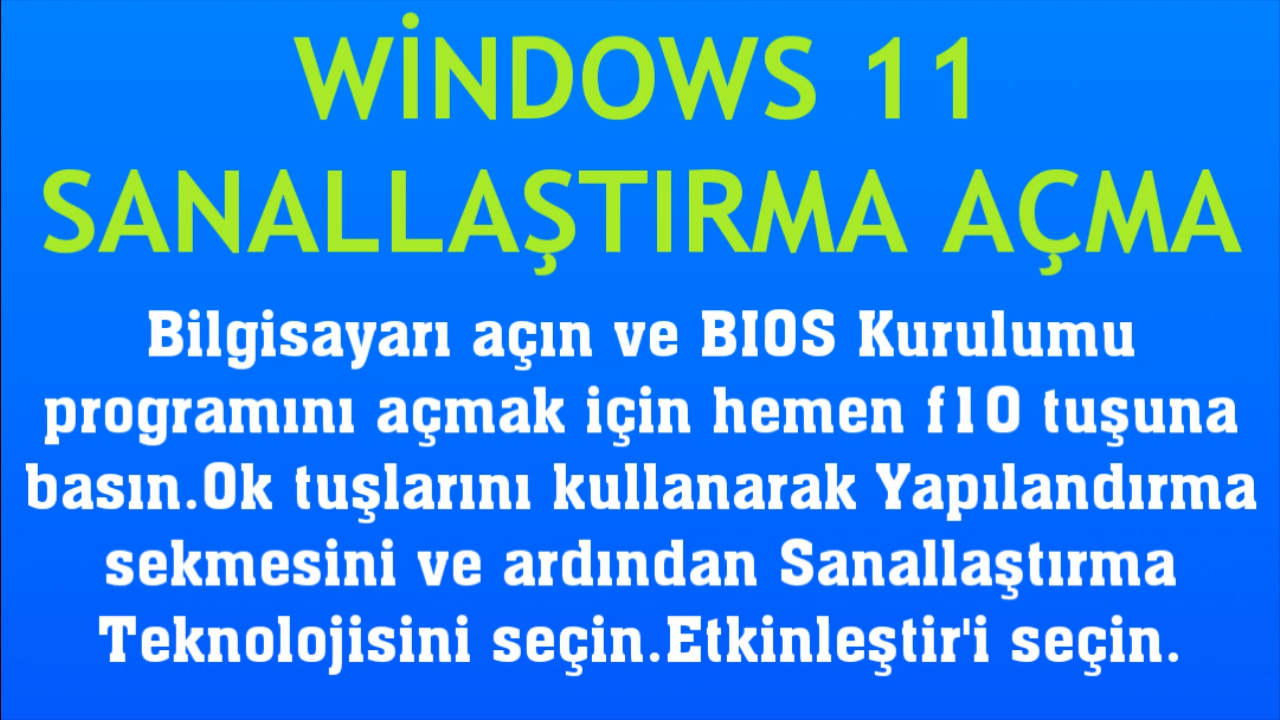 WİNDOWS 11
SANALLAŞTIRMA AÇMA
Bilgisayarı açın ve BIOS Kurulumu
programını açmak için hemen f10 tuşuna
basın.Ok tuşlarını kullanarak Yapılandırma
sekmesini ve ardından Sanallaştırma
Teknolojisini seçin.Etkinleştir'i seçin.